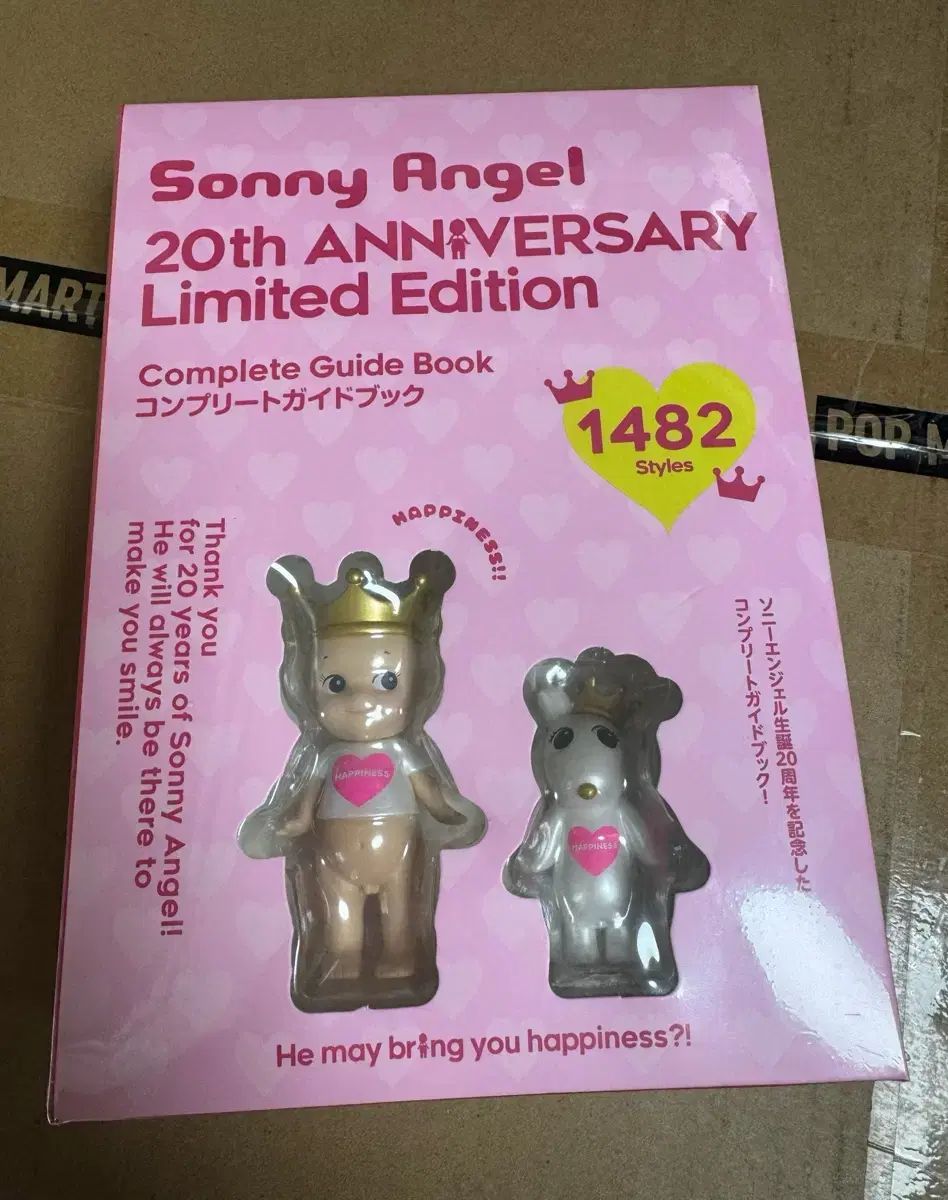 Sonny Angel
20th ANNIVERSARY
Limited Edition
Complete Guide Book
コンプリートガイドブック
1482
Styles
MART
POP M
HAPPINESS!!
Thank you
for 20 years of Sonny Angel!
He will always be there to
make you smile.
ソニーエンジェル生誕20周年を記念した
コンプリートガイドブック!
HAPPINESS
HAPPINESS
He may bring you happiness?!